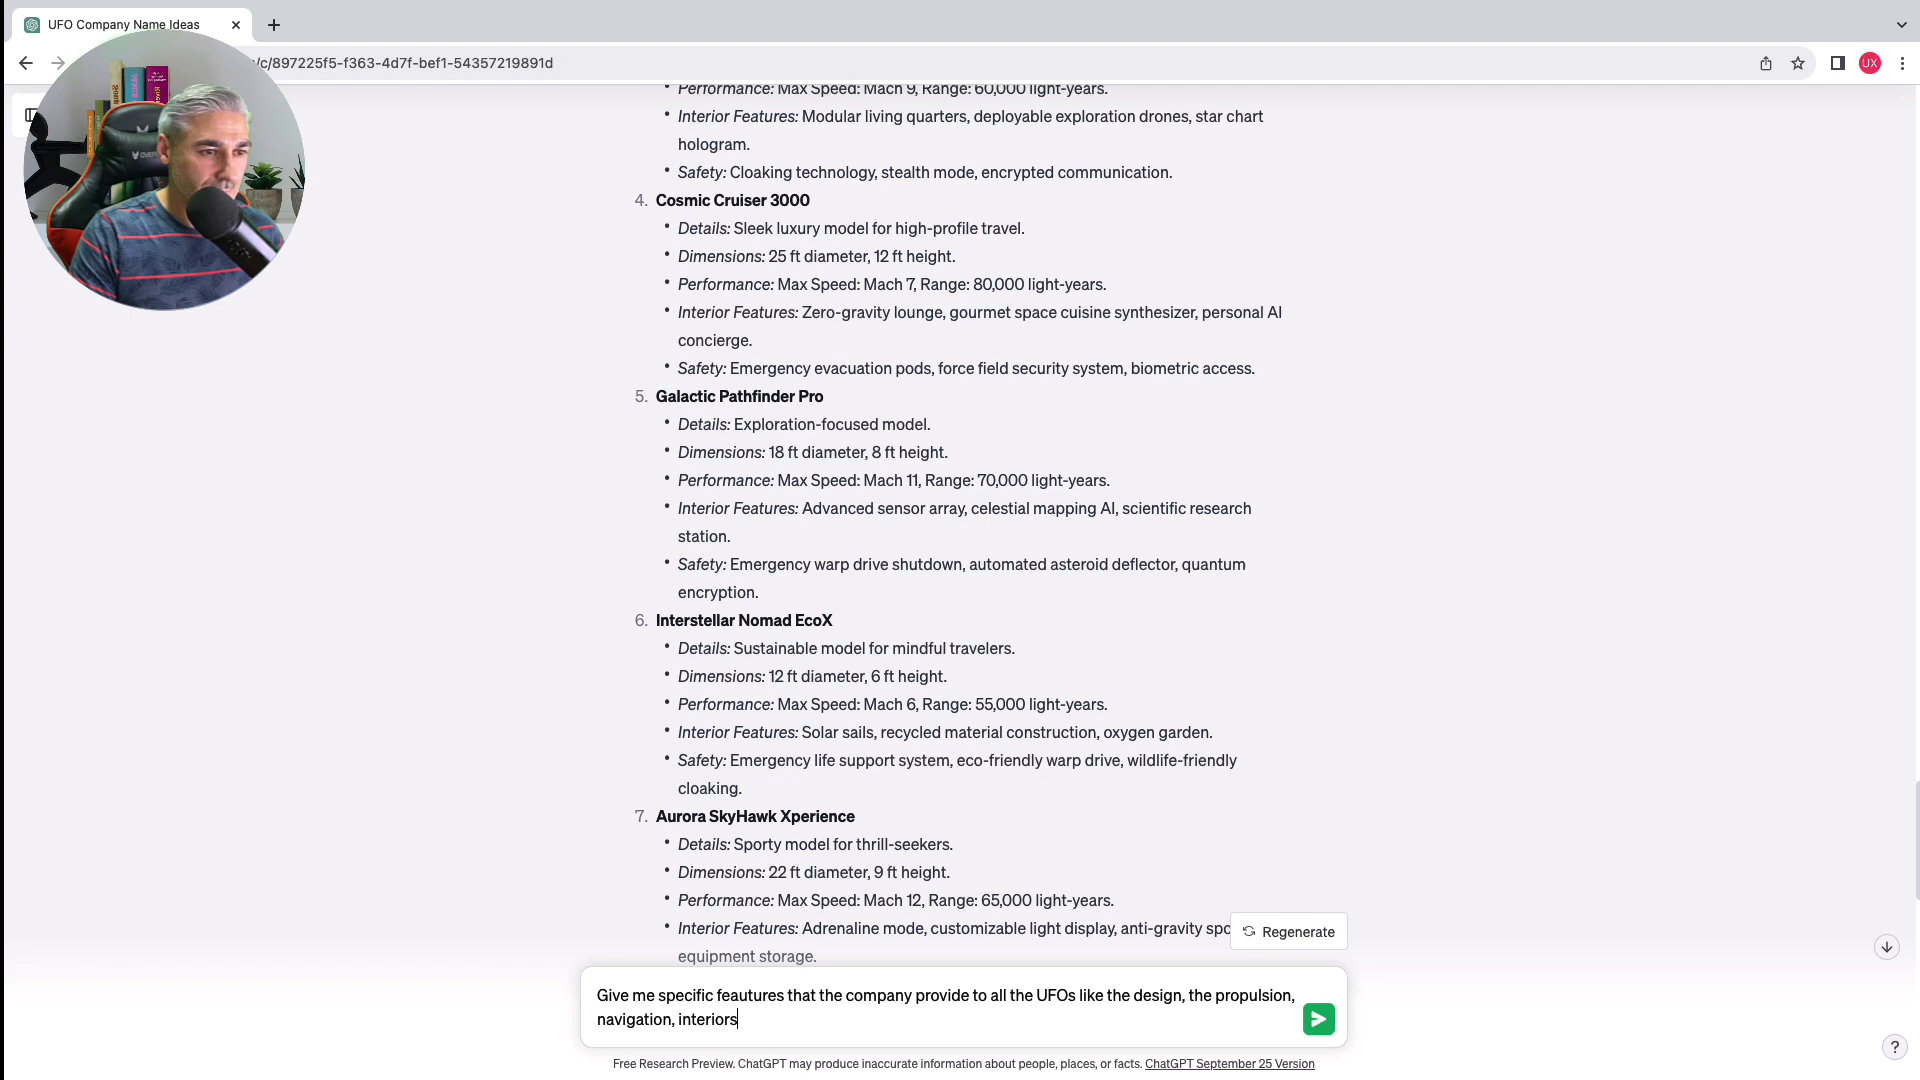 UFO Company Name Ideas
/c/897225f5-f363-4d7f-bef1-54357219891d
UX
• Performance: Max Speed: Mach 9, Range: 60,000 light-years.
• Interior Features: Modular living quarters, deployable exploration drones, star chart
hologram.
• Safety: Cloaking technology, stealth mode, encrypted communication.
4. Cosmic Cruiser 3000
• Details: Sleek luxury model for high-profile travel.
• Dimensions: 25 ft diameter, 12 ft height.
• Performance: Max Speed: Mach 7, Range: 80,000 light-years.
• Interior Features: Zero-gravity lounge, gourmet space cuisine synthesizer, personal AI
concierge.
• Safety: Emergency evacuation pods, force field security system, biometric access.
5. Galactic Pathfinder Pro
• Details: Exploration-focused model.
• Dimensions: 18 ft diameter, 8 ft height.
• Performance: Max Speed: Mach 11, Range: 70,000 light-years.
• Interior Features: Advanced sensor array, celestial mapping AI, scientific research
station.
• Safety: Emergency warp drive shutdown, automated asteroid deflector, quantum
encryption.
6. Interstellar Nomad EcoX
• Details: Sustainable model for mindful travelers.
• Dimensions: 12 ft diameter, 6 ft height.
• Performance: Max Speed: Mach 6, Range: 55,000 light-years.
• Interior Features: Solar sails, recycled material construction, oxygen garden.
• Safety: Emergency life support system, eco-friendly warp drive, wildlife-friendly
cloaking.
7. Aurora SkyHawk Xperience
• Details: Sporty model for thrill-seekers.
• Dimensions: 22 ft diameter, 9 ft height.
• Performance: Max Speed: Mach 12, Range: 65,000 light-years.
• Interior Features: Adrenaline mode, customizable light display, anti-gravity spo
Regenerate
equipment storage.
Give me specific feautures that the company provide to all the UFOs like the design, the propulsion,
navigation, interiors
Free Research Preview. ChatGPT may produce inaccurate information about people, places, or facts. ChatGPT September 25 Version
?